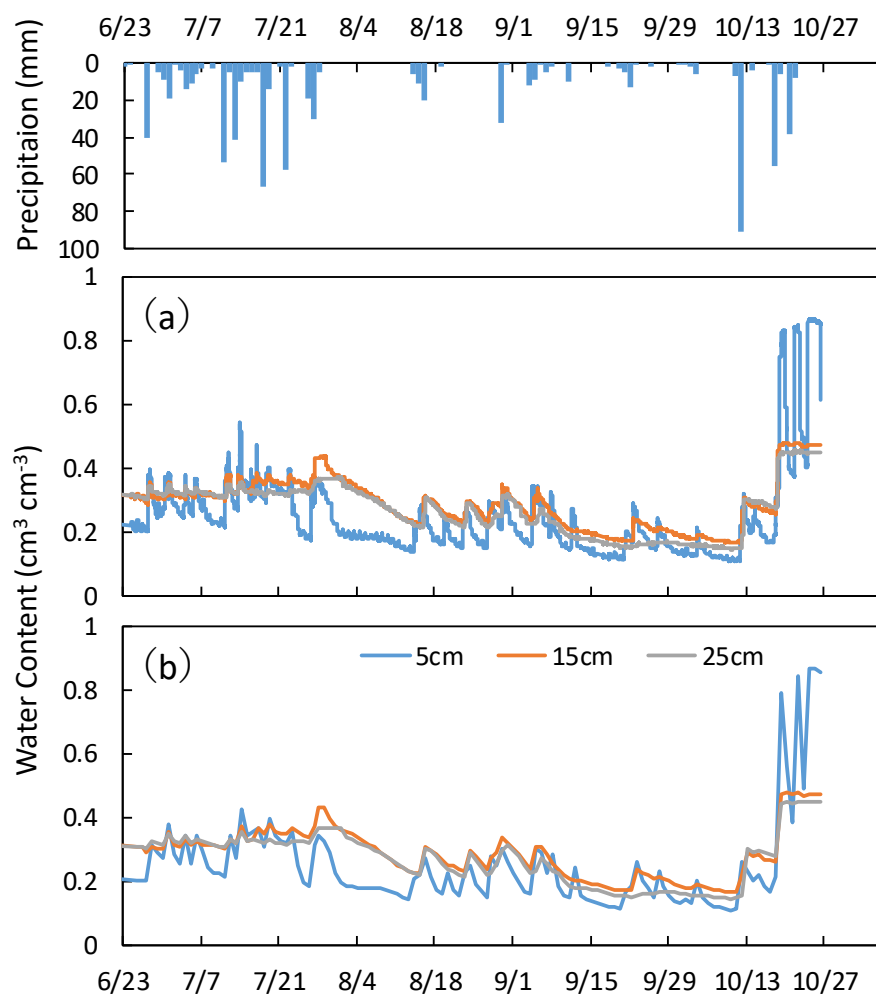 6/23 7/7 7/21 8/4 8/18 9/1 9/15 9/29 10/13 10/27
Precipitaion (mm)
0
20
40
60
80
100
Water Content (cm³ cm⁻³)
1
(a)
0.8
0.6
0.4
0.2
0
1
(b)
5cm 15cm 25cm
0.8
0.6
0.4
0.2
0
6/23 7/7 7/21 8/4 8/18 9/1 9/15 9/29 10/13 10/27